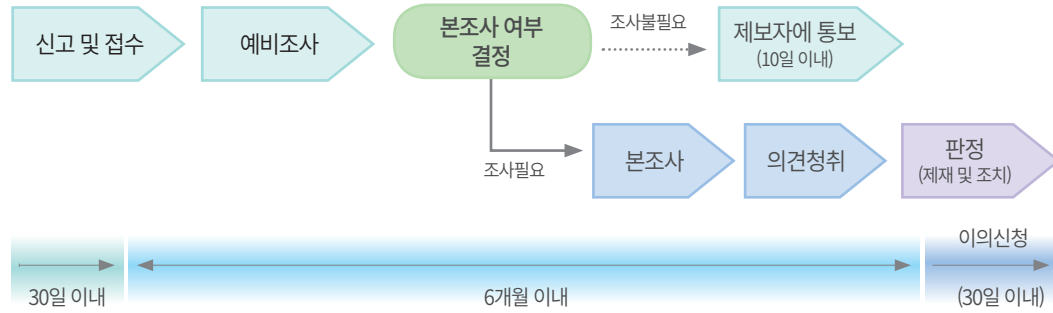 신고 및 접수
예비조사
본조사 여부
결정
조사불필요
제보자에 통보
(10일 이내)
조사필요
본조사
의견청취
판정
(제재 및 조치)
이의신청
30일 이내
6개월 이내
(30일 이내)